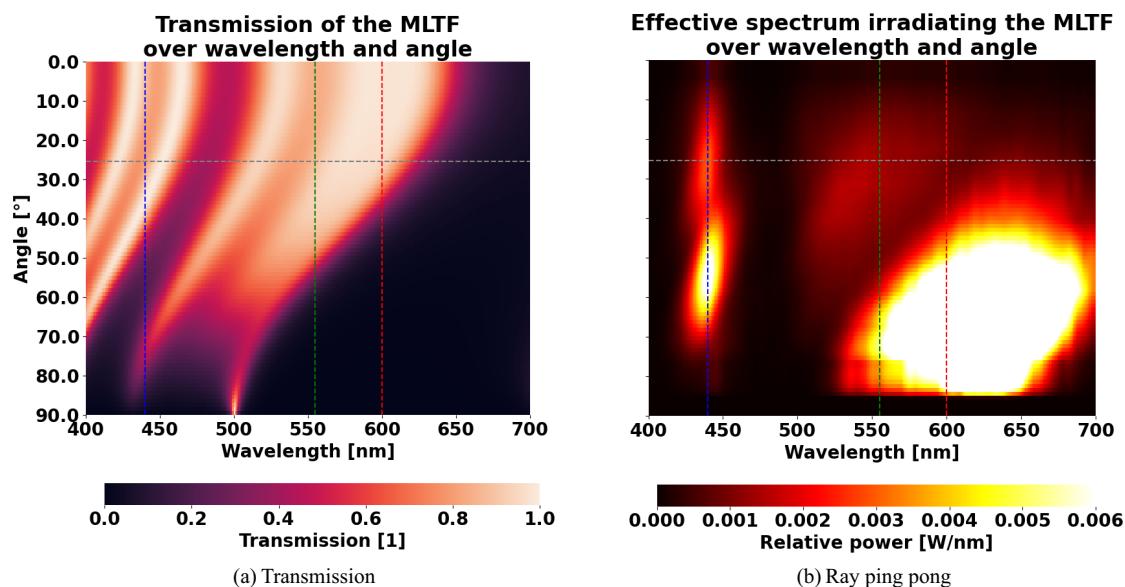 Transmission of the MLTF
over wavelength and angle
0.0
10.0
20.0
30.0
40.0
50.0
60.0
70.0
80.0
90.0
Angle [°]
400 450 500 550 600 650 700
Wavelength [nm]
0.0 0.2 0.4 0.6 0.8 1.0
Transmission [1]
(a) Transmission
Effective spectrum irradiating the MLTF
over wavelength and angle
400 450 500 550 600 650 700
Wavelength [nm]
0.000 0.001 0.002 0.003 0.004 0.005 0.006
Relative power [W/nm]
(b) Ray ping pong